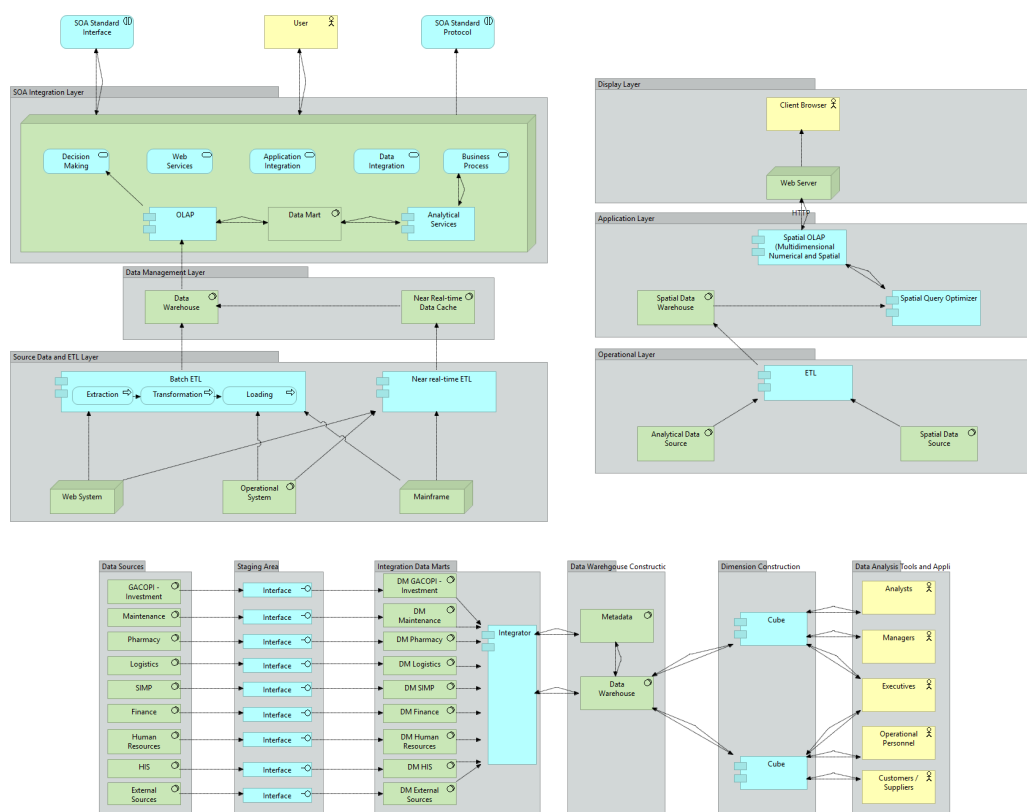 SOA Standard
Interface
User
SOA Standard
Protocol
SOA Integration Layer
Decision
Making
Web
Services
Application
Integration
Data
Integration
Business
Process
OLAP
Data Mart
Analytical
Services
Data Management Layer
Data
Warehouse
Near Real-time
Data Cache
Source Data and ETL Layer
Batch ETL
Extraction
Transformation
Loading
Near real-time ETL
Web System
Operational
System
Mainframe
Display Layer
Client Browser
Web Server
HTTP
Application Layer
Spatial OLAP
(Multidimensional
Numerical and Spatial
Spatial Data
Warehouse
Spatial Query Optimizer
Operational Layer
ETL
Analytical Data
Source
Spatial Data
Source
Data Sources
GACOPI -
Investment
Maintenance
Pharmacy
Logistics
SIMP
Finance
Human
Resources
HIS
External
Sources
Staging Area
Interface
Interface
Interface
Interface
Interface
Interface
Interface
Interface
Interface
Integration Data Marts
DM GACOPI -
Investment
DM
Maintenance
DM Pharmacy
DM Logistics
DM SIMP
DM Finance
DM Human
Resources
DM HIS
DM External
Sources
Integrator
Data Warehgouse Constructic
Metadata
Data
Warehouse
Dimension Construction
Cube
Cube
Data Analysis Tools and Appli
Analysts
Managers
Executives
Operational
Personnel
Customers /
Suppliers